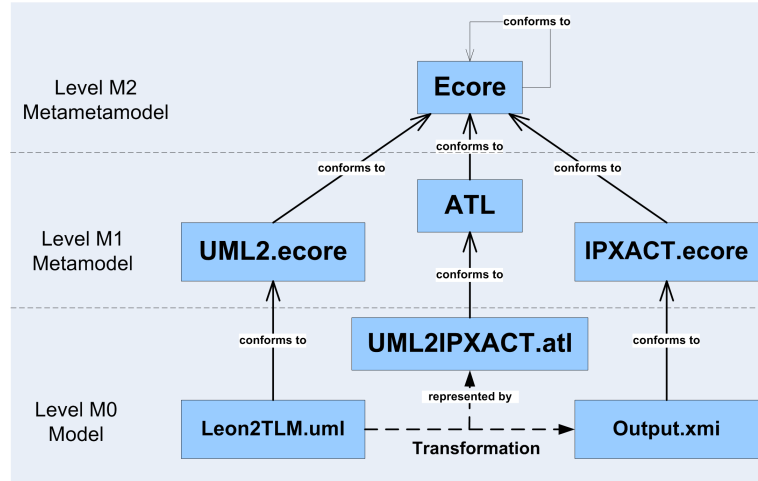 conforms to
Level M2
Metametamodel
Ecore
conforms to
conforms to
conforms to
Level M1
Metamodel
ATL
UML2.ecore
IPXACT.ecore
conforms to
conforms to
conforms to
UML2IPXACT.atl
Level M0
Model
represented by
Leon2TLM.uml
Output.xmi
Transformation